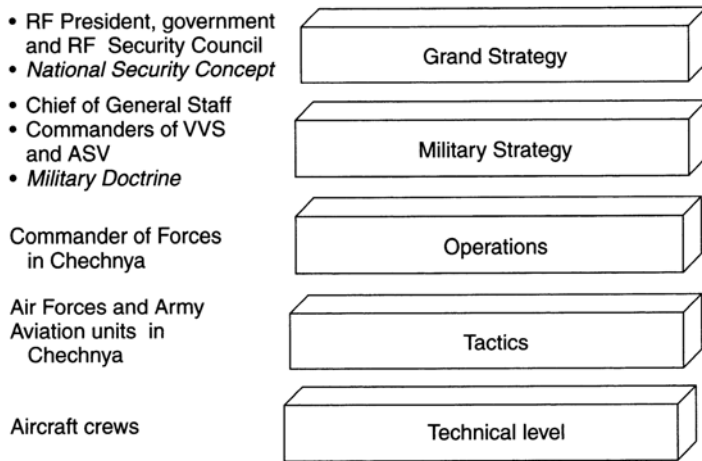 • RF President, government
and RF Security Council
• National Security Concept
Grand Strategy
• Chief of General Staff
• Commanders of VVS
and ASV
• Military Doctrine
Military Strategy
Commander of Forces
in Chechnya
Operations
Air Forces and Army
Aviation units in
Chechnya
Tactics
Aircraft crews
Technical level